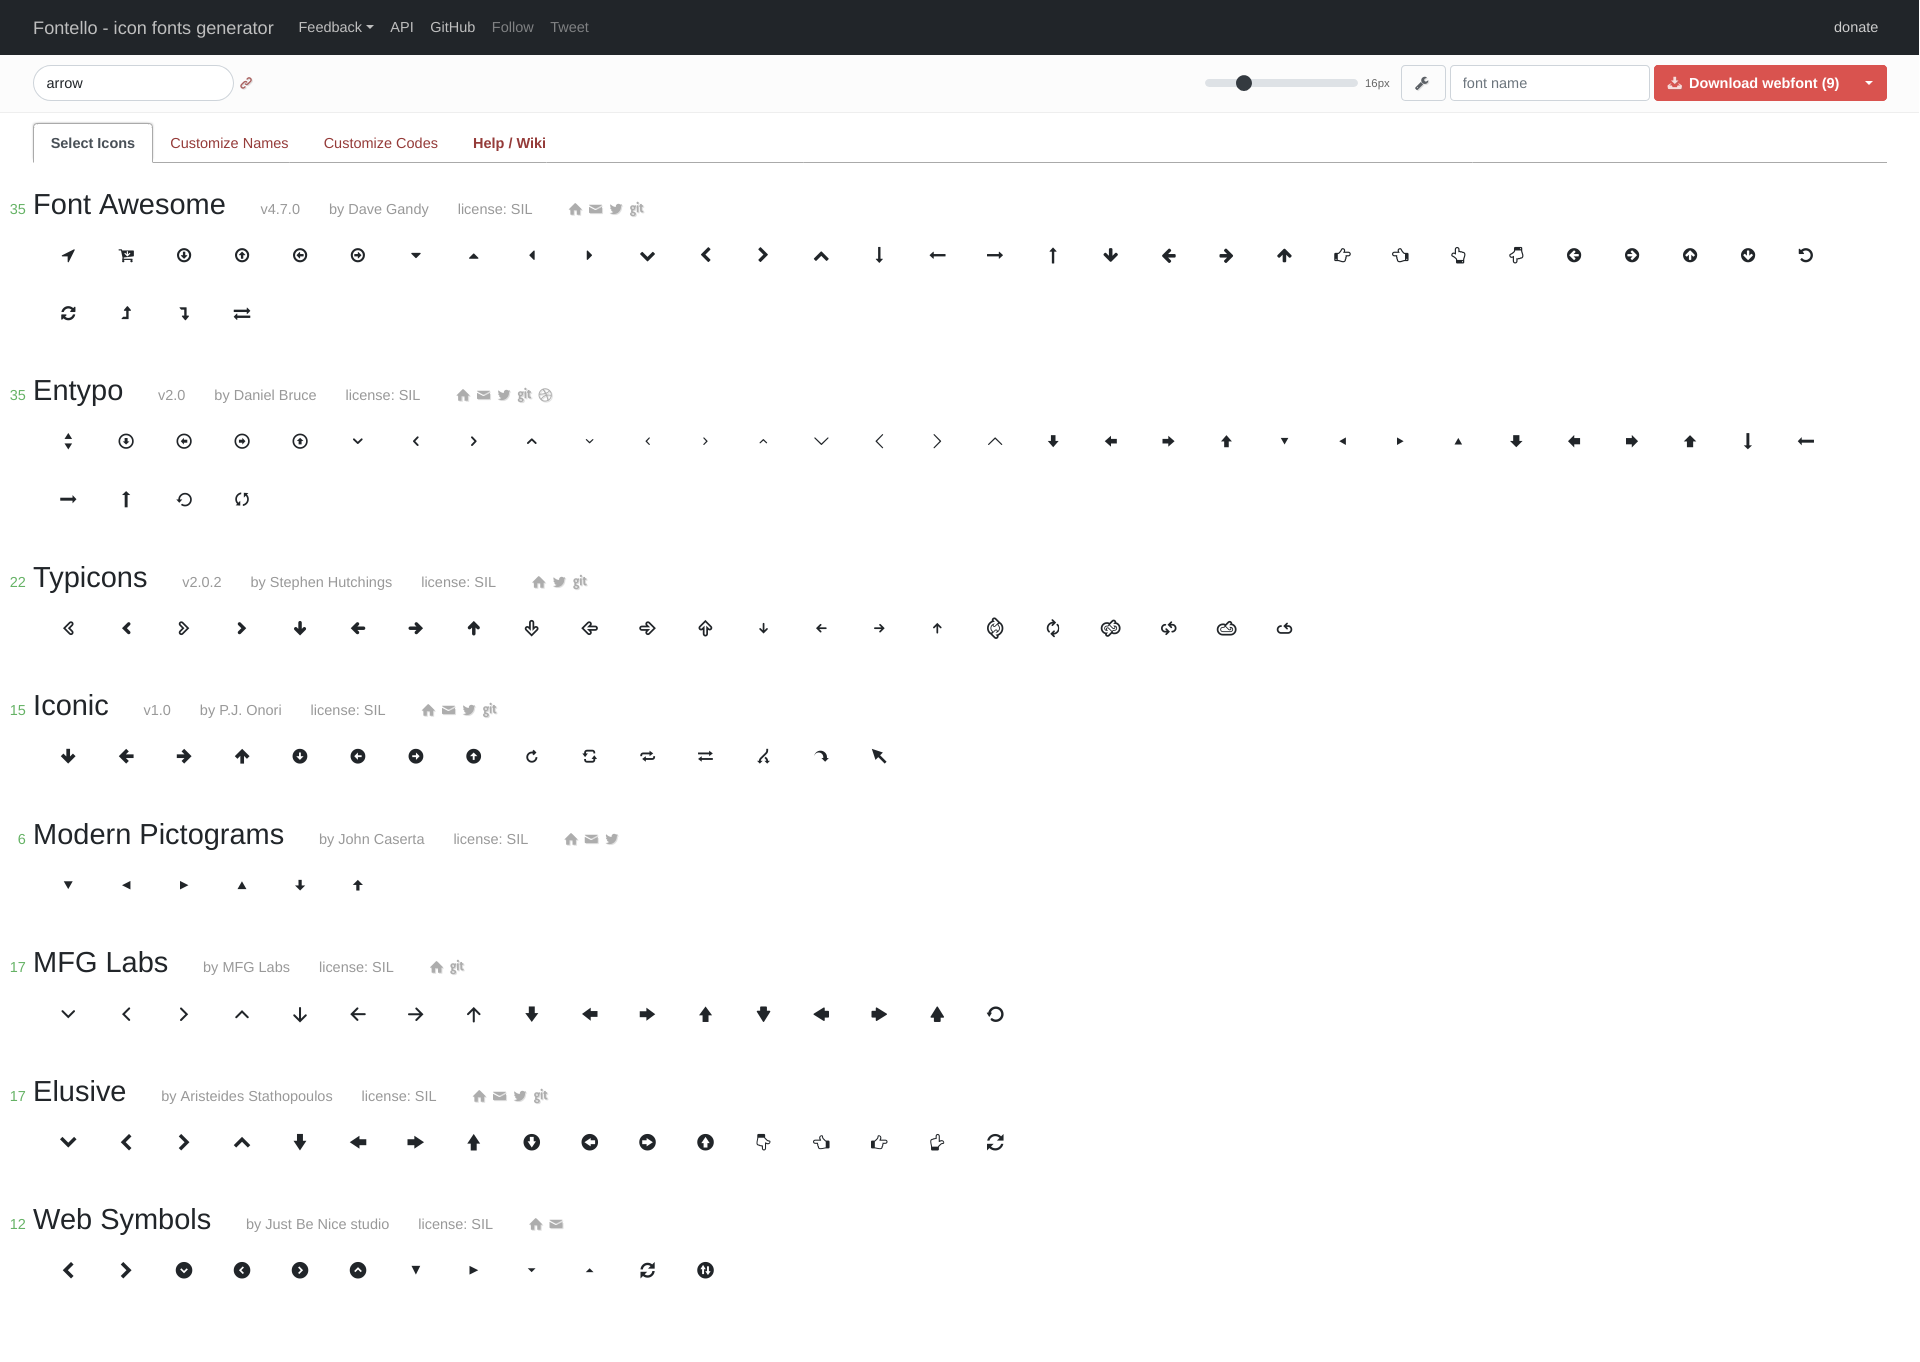 Fontello - icon fonts generator Feedback API GitHub Follow Tweet donate
arrow 16px font name Download webfont (9)
Select Icons Customize Names Customize Codes Help / Wiki
35 Font Awesome v4.7.0 by Dave Gandy license: SIL git
35 Entypo v2.0 by Daniel Bruce license: SIL git
22 Typicons v2.0.2 by Stephen Hutchings license: SIL git
15 Iconic v1.0 by P.J. Onori license: SIL git
6 Modern Pictograms by John Caserta license: SIL
17 MFG Labs by MFG Labs license: SIL git
17 Elusive by Aristeides Stathopoulos license: SIL git
12 Web Symbols by Just Be Nice studio license: SIL